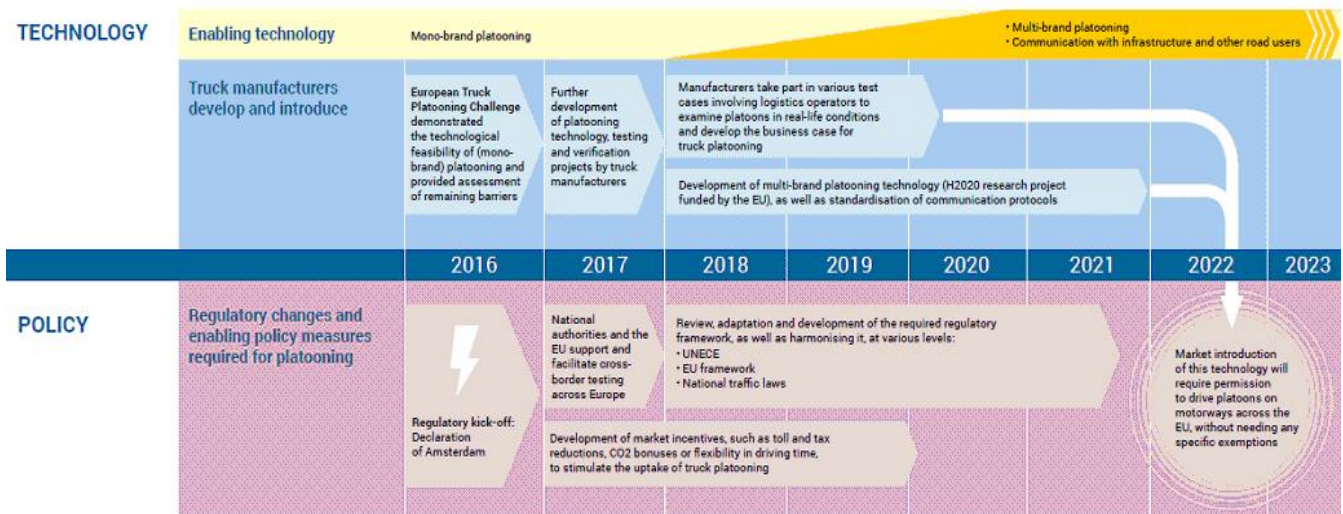 TECHNOLOGY
Enabling technology
Mono-brand platooning
• Multi-brand platooning
• Communication with infrastructure and other road users
Truck manufacturers
develop and introduce
European Truck
Platooning Challenge
demonstrated
the technological
feasibility of (mono-
brand) platooning and
provided assessment
of remaining barriers
Further
development
of platooning
technology, testing
and verification
projects by truck
manufacturers
Manufacturers take part in various test
cases involving logistics operators to
examine platoons in real-life conditions
and develop the business case for
truck platooning
Development of multi-brand platooning technology (H2020 research project
funded by the EU), as well as standardisation of communication protocols
2016
2017
2018
2019
2020
2021
2022
2023
POLICY
Regulatory changes and
enabling policy measures
required for platooning
Regulatory kick-off:
Declaration
of Amsterdam
National
authorities and the
EU support and
facilitate cross-
border testing
across Europe
Review, adaptation and development of the required regulatory
framework, as well as harmonising it, at various levels:
• UNECE
• EU framework
• National traffic laws
Development of market incentives, such as toll and tax
reductions, CO2 bonuses or flexibility in driving time,
to stimulate the uptake of truck platooning
Market introduction
of this technology will
require permission
to drive platoons on
motorways across the
EU, without needing any
specific exemptions